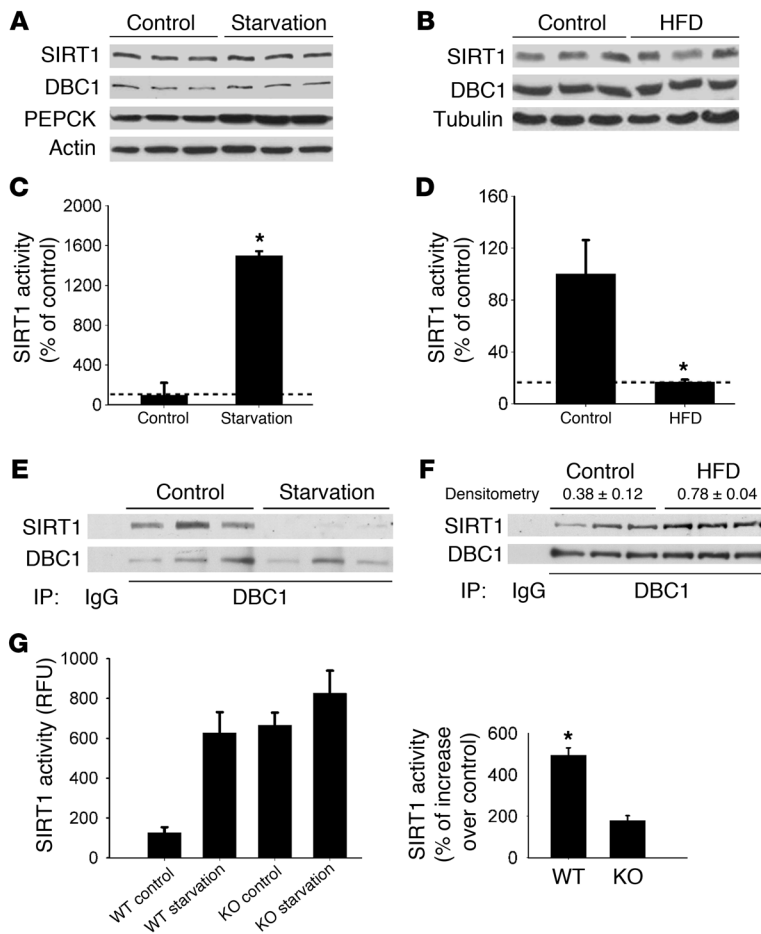 A
Control Starvation
SIRT1
DBC1
PEPCK
Actin
B
Control HFD
SIRT1
DBC1
Tubulin
C
SIRT1 activity
(% of control)
2000
1600
1200
800
400
0
Control Starvation
D
SIRT1 activity
(% of control)
160
120
80
40
0
*
*
Control HFD
E
Control Starvation
SIRT1
DBC1
IP: IgG DBC1
F
Control HFD
Densitometry 0.38 ± 0.12 0.78 ± 0.04
SIRT1
DBC1
IP: IgG DBC1
G
SIRT1 activity (RFU)
1000
800
600
400
200
0
WT control
WT starvation
KO control
KO starvation
SIRT1 activity
(% of increase
over control)
600
400
200
0
*
WT KO